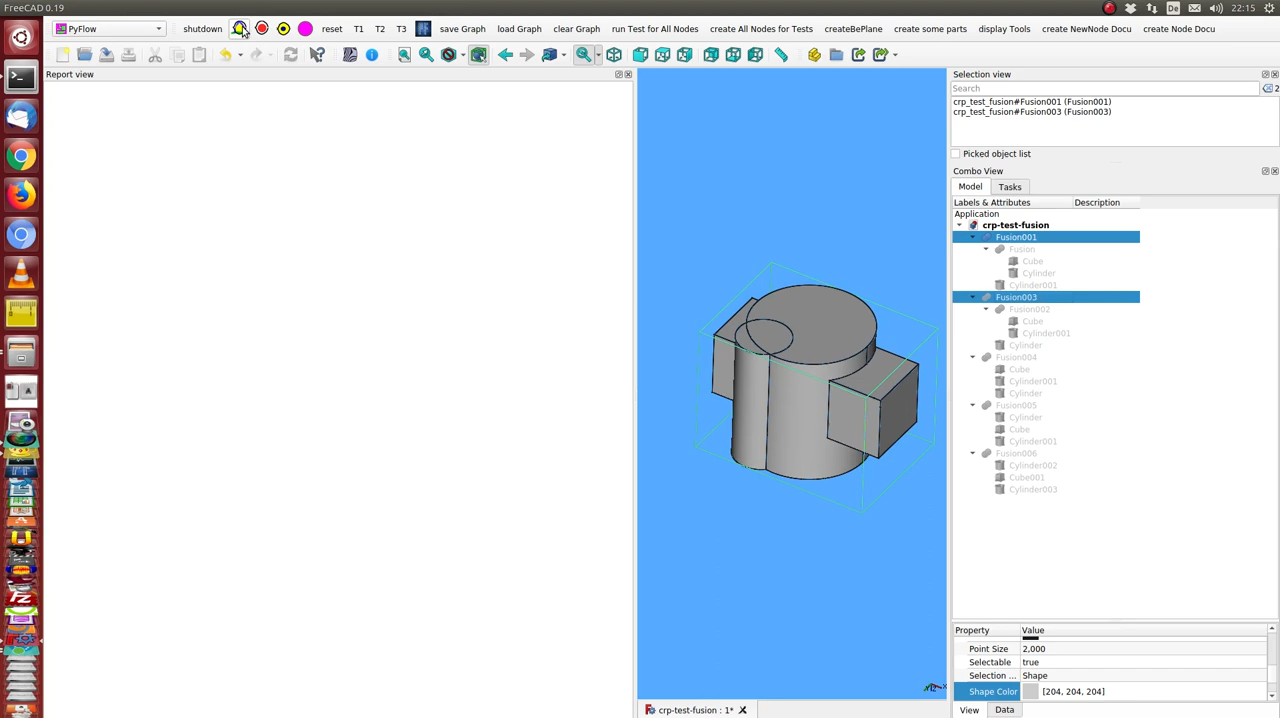 FreeCAD 0.19
De
22:15
PyFlow
shutdown
reset
T1
T2
T3
save Graph
load Graph
clear Graph
run Test for All Nodes
create All Nodes for Tests
createBePlane
create some parts
display Tools
create NewNode Docu
create Node Docu
Report view
Selection view
Search
2
crp_test_fusion#Fusion001 (Fusion001)
crp_test_fusion#Fusion003 (Fusion003)
Picked object list
Combo View
Model
Tasks
Labels & Attributes
Description
Application
crp-test-fusion
Fusion001
Fusion
Cube
Cylinder
Cylinder001
Fusion003
Fusion002
Cube
Cylinder001
Cylinder
Fusion004
Cube
Cylinder001
Cylinder
Fusion005
Cylinder
Cube
Cylinder001
Fusion006
Cylinder002
Cube001
Cylinder003
Property
Value
Point Size
2,000
Selectable
true
Selection ...
Shape
Shape Color
[204, 204, 204]
View
Data
crp-test-fusion : 1*